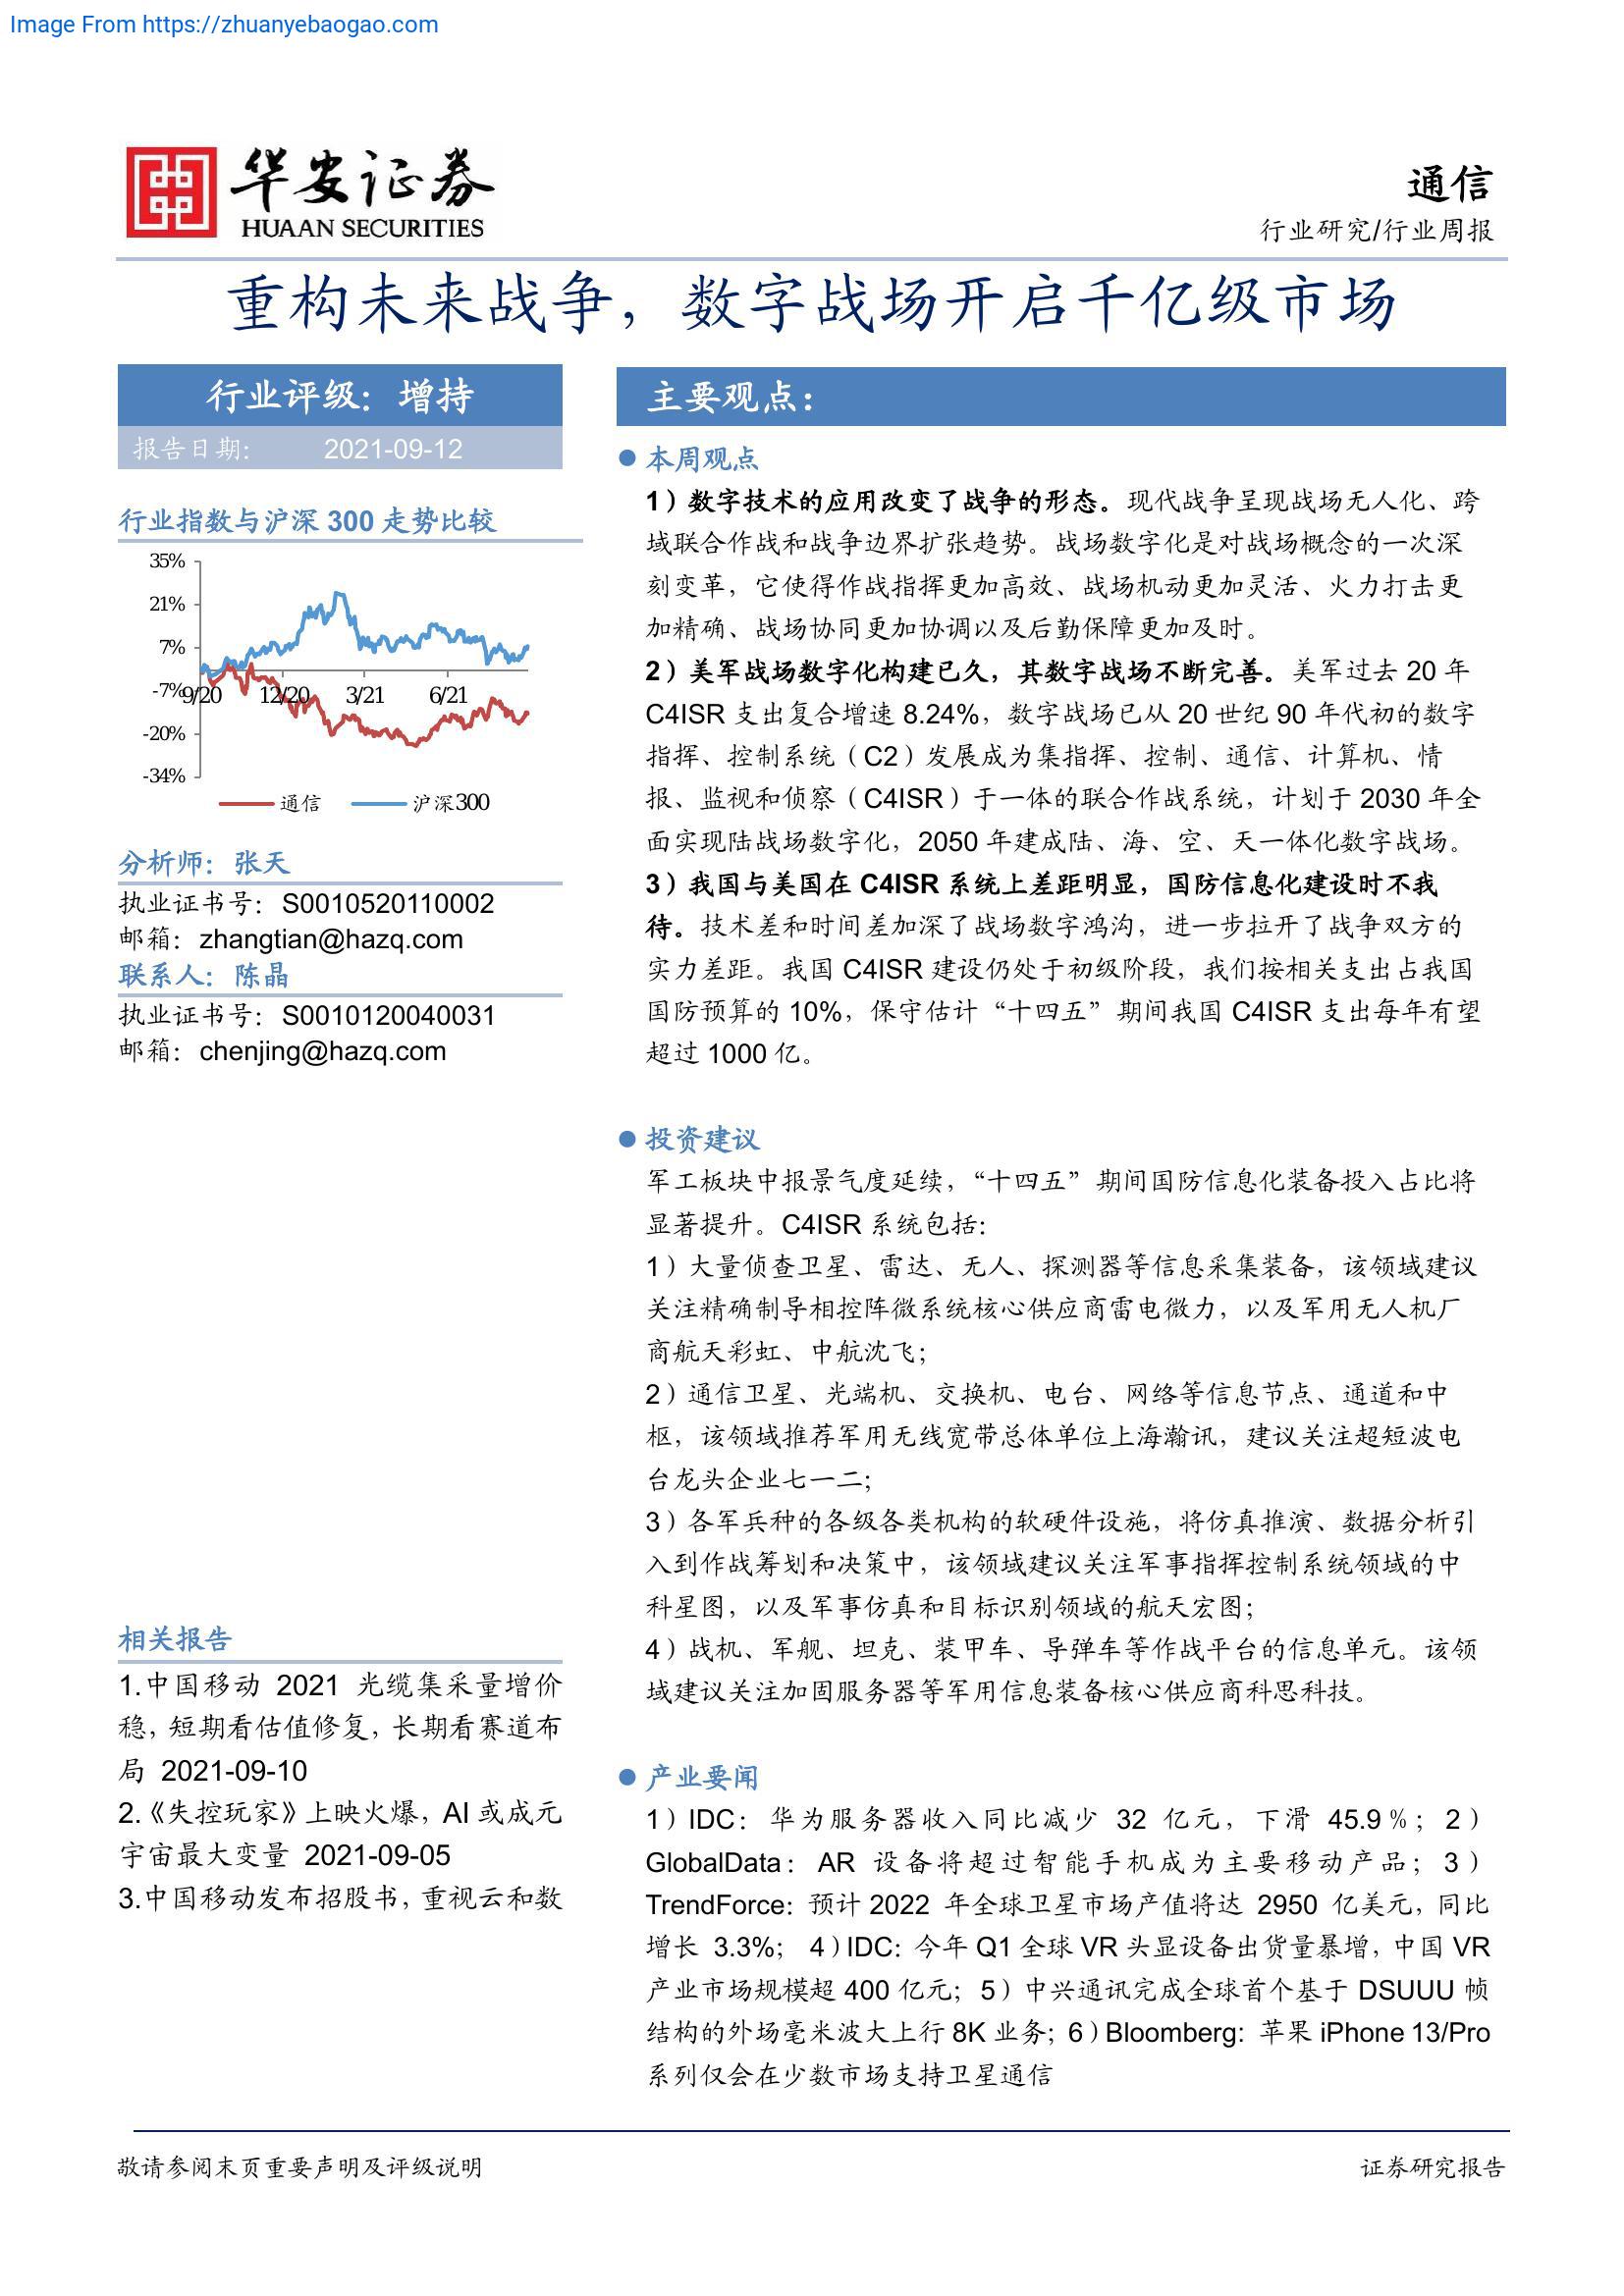 Image From https://zhuanyebaogao.com
华安证券
HUAAN SECURITIES
通信
行业研究/行业周报
重构未来战争，数字战场开启千亿级市场
行业评级：增持
报告日期： 2021-09-12
行业指数与沪深 300 走势比较
35%
21%
7%
-7%
-20%
-34%
9/20 12/20 3/21 6/21
通信 沪深300
分析师：张天
执业证书号：S0010520110002
邮箱：zhangtian@hazq.com
联系人：陈晶
执业证书号：S0010120040031
邮箱：chenjing@hazq.com
相关报告
1.中国移动 2021 光缆集采量增价
稳，短期看估值修复，长期看赛道布
局 2021-09-10
2.《失控玩家》上映火爆，AI 或成元
宇宙最大变量 2021-09-05
3.中国移动发布招股书，重视云和数
主要观点：
本周观点
1）数字技术的应用改变了战争的形态。现代战争呈现战场无人化、跨
域联合作战和战争边界扩张趋势。战场数字化是对战场概念的一次深
刻变革，它使得作战指挥更加高效、战场机动更加灵活、火力打击更
加精确、战场协同更加协调以及后勤保障更加及时。
2）美军战场数字化构建已久，其数字战场不断完善。美军过去 20 年
C4ISR 支出复合增速 8.24%，数字战场已从 20 世纪 90 年代初的数字
指挥、控制系统（C2）发展成为集指挥、控制、通信、计算机、情
报、监视和侦察（C4ISR）于一体的联合作战系统，计划于 2030 年全
面实现陆战场数字化，2050 年建成陆、海、空、天一体化数字战场。
3）我国与美国在 C4ISR 系统上差距明显，国防信息化建设时不我
待。技术差和时间差加深了战场数字鸿沟，进一步拉开了战争双方的
实力差距。我国 C4ISR 建设仍处于初级阶段，我们按相关支出占我国
国防预算的 10%，保守估计“十四五”期间我国 C4ISR 支出每年有望
超过 1000 亿。
投资建议
军工板块中报景气度延续，“十四五”期间国防信息化装备投入占比将
显著提升。C4ISR 系统包括：
1）大量侦查卫星、雷达、无人、探测器等信息采集装备，该领域建议
关注精确制导相控阵微系统核心供应商雷电微力，以及军用无人机厂
商航天彩虹、中航沈飞；
2）通信卫星、光端机、交换机、电台、网络等信息节点、通道和中
枢，该领域推荐军用无线宽带总体单位上海瀚讯，建议关注超短波电
台龙头企业七一二；
3）各军兵种的各级各类机构的软硬件设施，将仿真推演、数据分析引
入到作战筹划和决策中，该领域建议关注军事指挥控制系统领域的中
科星图，以及军事仿真和目标识别领域的航天宏图；
4）战机、军舰、坦克、装甲车、导弹车等作战平台的信息单元。该领
域建议关注加固服务器等军用信息装备核心供应商科思科技。
产业要闻
1）IDC：华为服务器收入同比减少 32 亿元，下滑 45.9％；2）
GlobalData：AR 设备将超过智能手机成为主要移动产品；3）
TrendForce：预计 2022 年全球卫星市场产值将达 2950 亿美元，同比
增长 3.3%； 4）IDC：今年 Q1 全球 VR 头显设备出货量暴增，中国 VR
产业市场规模超 400 亿元；5）中兴通讯完成全球首个基于 DSUUU 帧
结构的外场毫米波大上行 8K 业务；6）Bloomberg：苹果 iPhone 13/Pro
系列仅会在少数市场支持卫星通信
敬请参阅末页重要声明及评级说明
证券研究报告